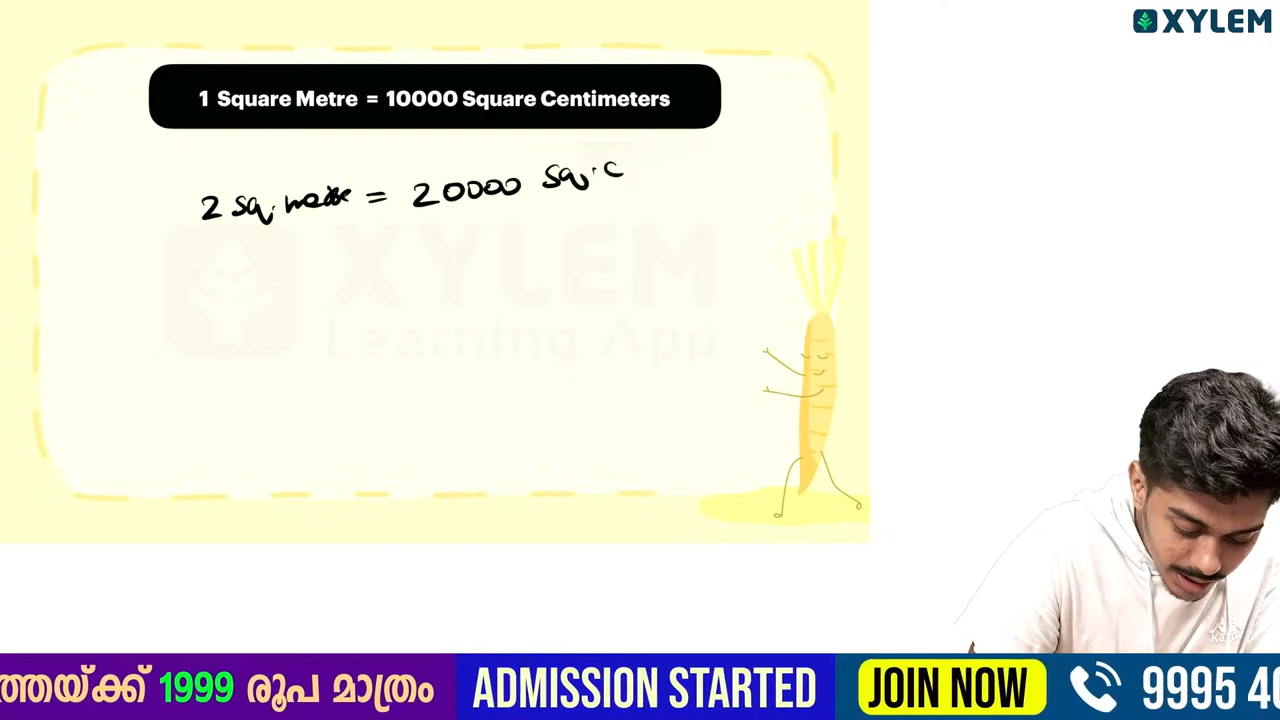 XYLEM
1 Square Metre = 10000 Square Centimeters
2 sq. metre = 20000 sq. c
XYLEM
Learning App
ത്തയ്ക്ക് 1999 രൂപ മാത്രം
ADMISSION STARTED
JOIN NOW
9995 40